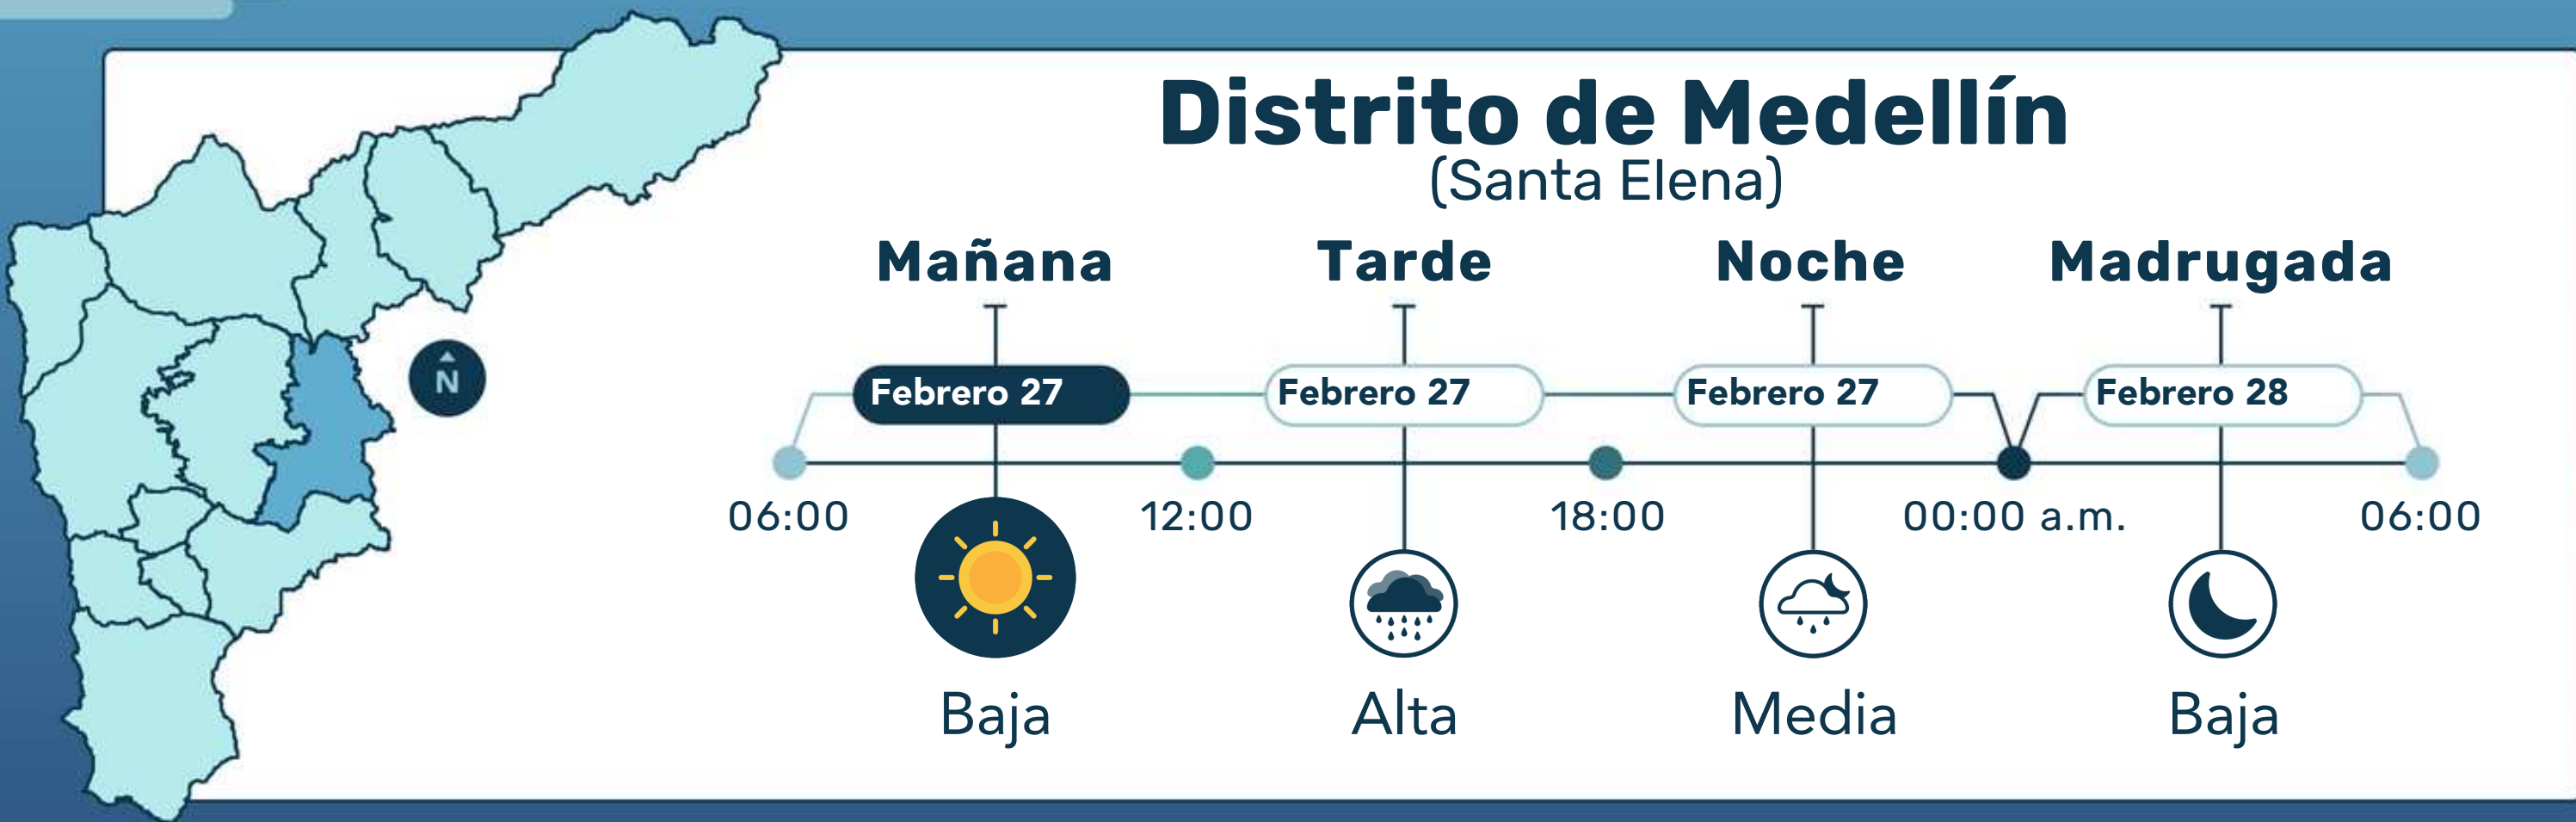 Distrito de Medellín
(Santa Elena)
Mañana Tarde Noche Madrugada
N
Febrero 27 Febrero 27 Febrero 27 Febrero 28
06:00 12:00 18:00 00:00 a.m. 06:00
Baja Alta Media Baja